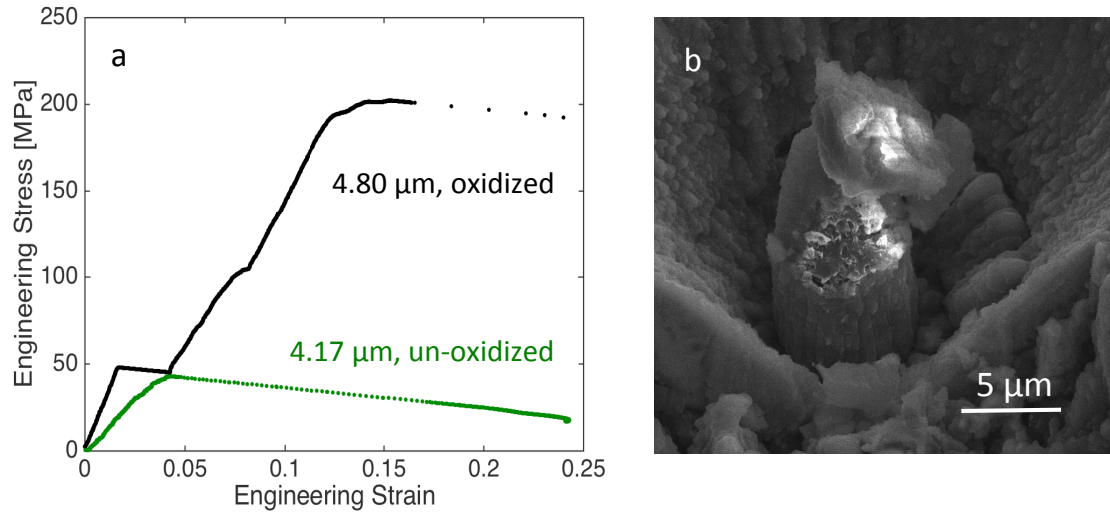 250
200
150
100
50
0
Engineering Stress [MPa]
a
4.80 µm, oxidized
4.17 µm, un-oxidized
0
0.05
0.1
0.15
0.2
0.25
Engineering Strain
b
5 µm